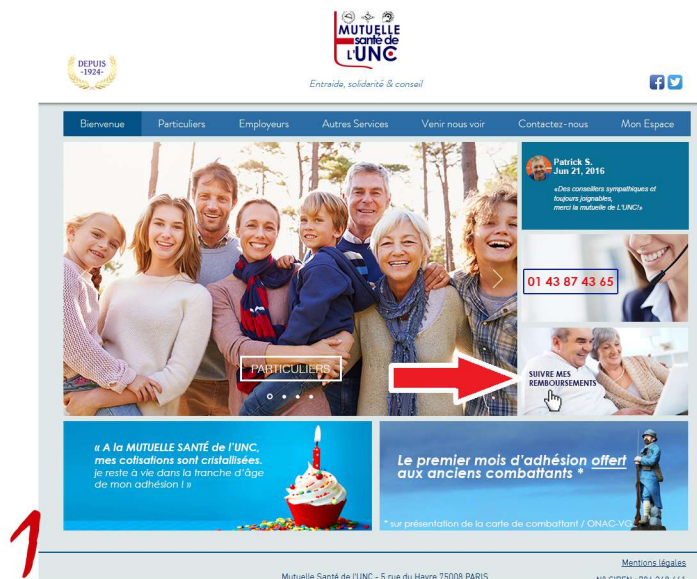 MUTUELLE
santé de
L'UNC
DEPUIS
-1924-
Entraide, solidarité & conseil
Bienvenue Particuliers Employeurs Autres Services Venir nous voir Contactez-nous Mon Espace
Patrick S.
Jun 21, 2016
«Des conseillers sympathiques et
toujours joignables,
merci la mutuelle de L'UNC!»
01 43 87 43 65
PARTICULIERS
SUIVRE MES
REMBOURSEMENTS
« A la MUTUELLE SANTÉ de l'UNC,
mes cotisations sont cristallisées.
je reste à vie dans la tranche d'âge
de mon adhésion ! »
Le premier mois d'adhésion offert
aux anciens combattants *
* sur présentation de la carte de combattant / ONAC-VG
1
Mentions légales
Mutuelle Santé de l'UNC - 5 rue du Havre 75008 PARIS